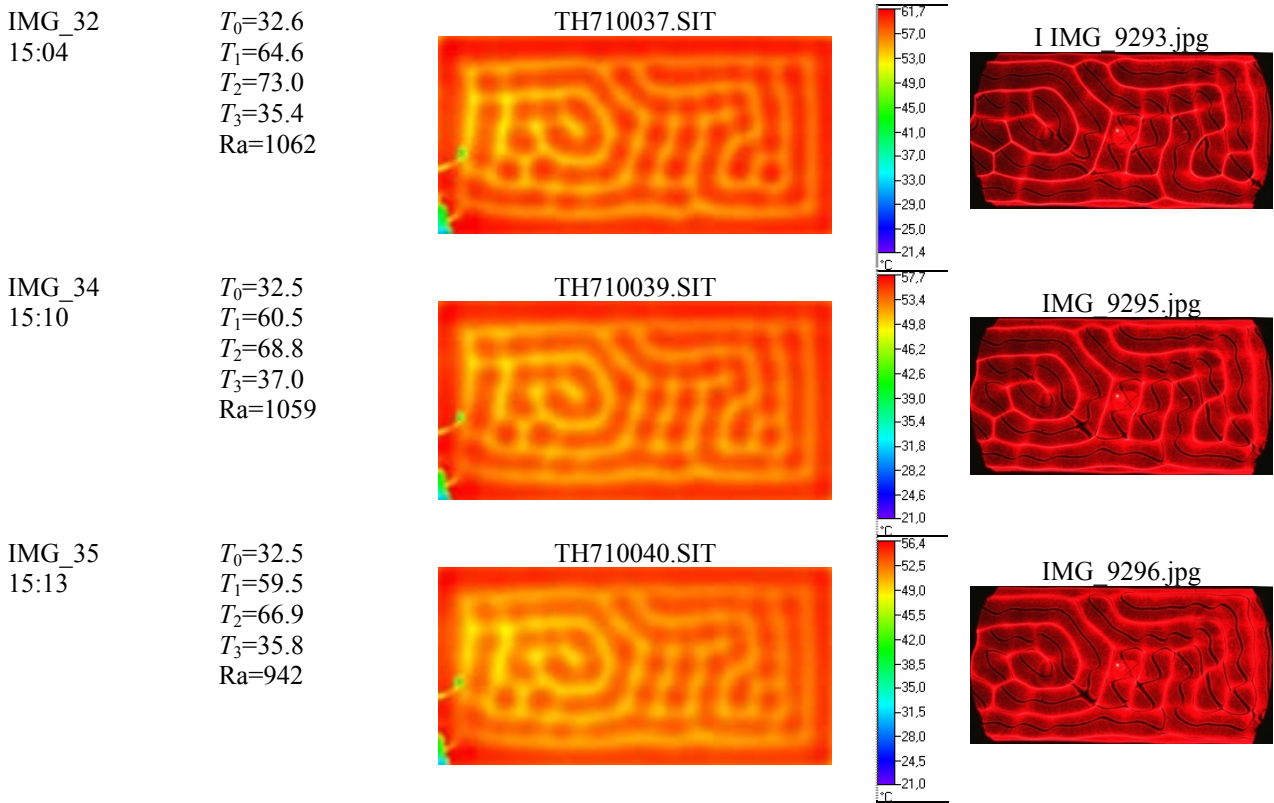 IMG_32
15:04
T0=32.6
T1=64.6
T2=73.0
T3=35.4
Ra=1062
TH710037.SIT
61,7
57,0
53,0
49,0
45,0
41,0
37,0
33,0
29,0
25,0
21,4
°C
I IMG_9293.jpg
IMG_34
15:10
T0=32.5
T1=60.5
T2=68.8
T3=37.0
Ra=1059
TH710039.SIT
57,7
53,4
49,8
46,2
42,6
39,0
35,4
31,8
28,2
24,6
21,0
°C
IMG_9295.jpg
IMG_35
15:13
T0=32.5
T1=59.5
T2=66.9
T3=35.8
Ra=942
TH710040.SIT
56,4
52,5
49,0
45,5
42,0
38,5
35,0
31,5
28,0
24,5
21,0
°C
IMG_9296.jpg